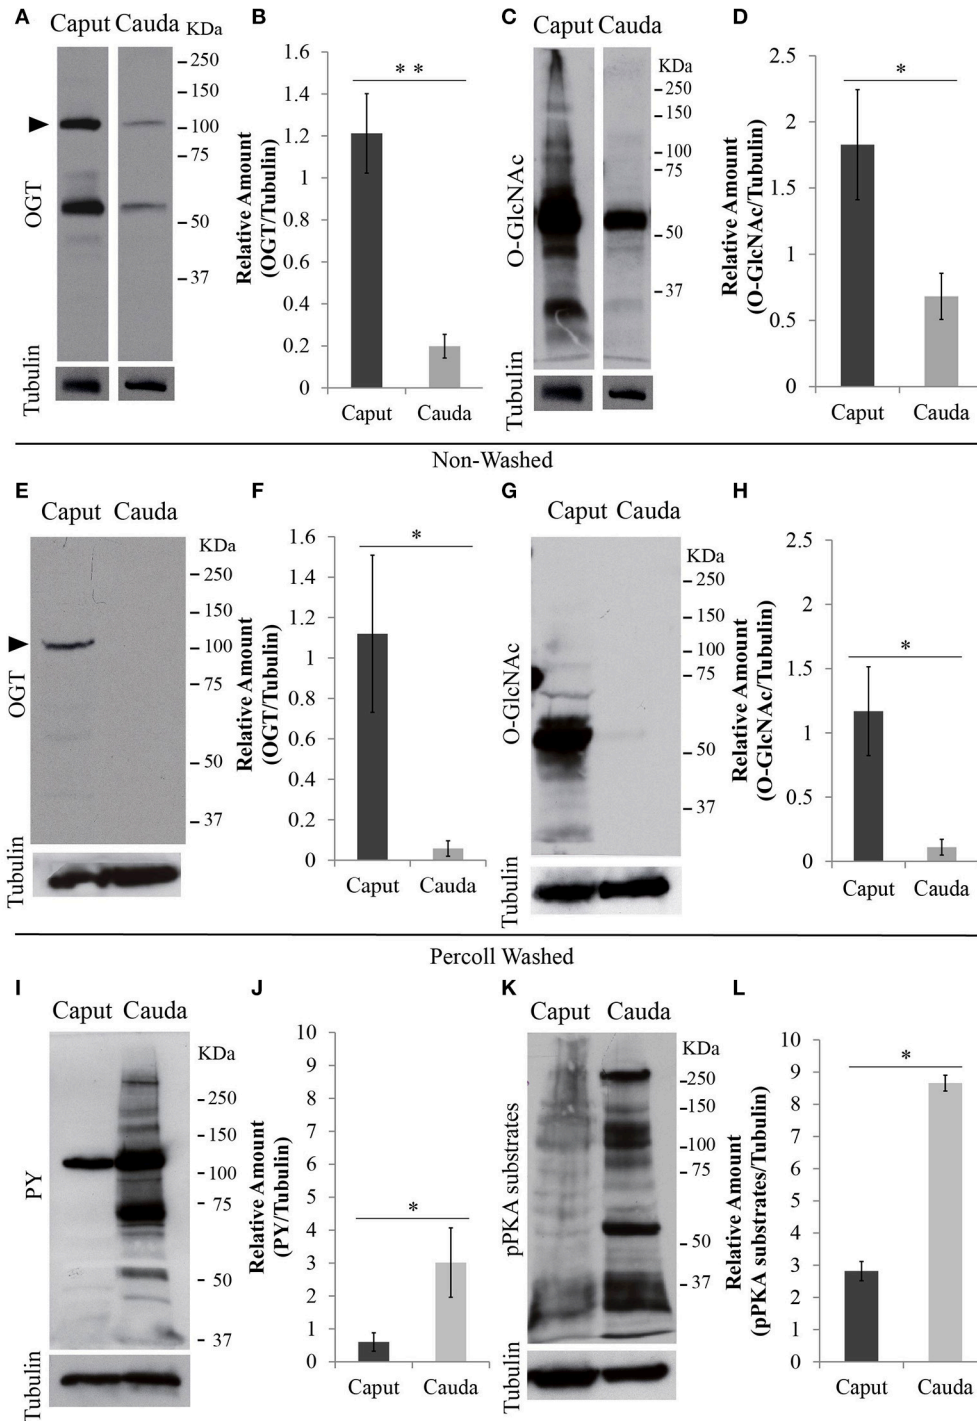 A
Caput Cauda KDa
- 250
- 150
- 100
- 75
- 50
- 37
OGT
Tubulin
B
Relative Amount
(OGT/Tubulin)
1.6
1.4
1.2
1
0.8
0.6
0.4
0.2
0
* *
Caput Cauda
C
Caput Cauda
KDa
-250
-150
-100
-75
-50
-37
O-GlcNAc
Tubulin
D
Relative Amount
(O-GlcNAc/Tubulin)
2.5
2
1.5
1
0.5
0
*
Caput Cauda
Non-Washed
E
Caput Cauda
KDa
- 250
- 150
- 100
- 75
- 50
- 37
OGT
Tubulin
F
Relative Amount
(OGT/Tubulin)
1.6
1.4
1.2
1
0.8
0.6
0.4
0.2
0
*
Caput Cauda
G
Caput Cauda
KDa
- 250
- 150
- 100
- 75
- 50
- 37
O-GlcNAc
Tubulin
H
Relative Amount
(O-GlcNAc/Tubulin)
2.5
2
1.5
1
0.5
0
*
Caput Cauda
Percoll Washed
I
Caput Cauda
KDa
- 250
- 150
- 100
- 75
- 50
- 37
PY
Tubulin
J
Relative Amount
(PY/Tubulin)
10
9
8
7
6
5
4
3
2
1
0
*
Caput Cauda
K
Caput Cauda
KDa
-250
-150
-100
-75
- 50
- 37
pPKA substrates
Tubulin
L
Relative Amount
(pPKA substrates/Tubulin)
10
9
8
7
6
5
4
3
2
1
0
*
Caput Cauda